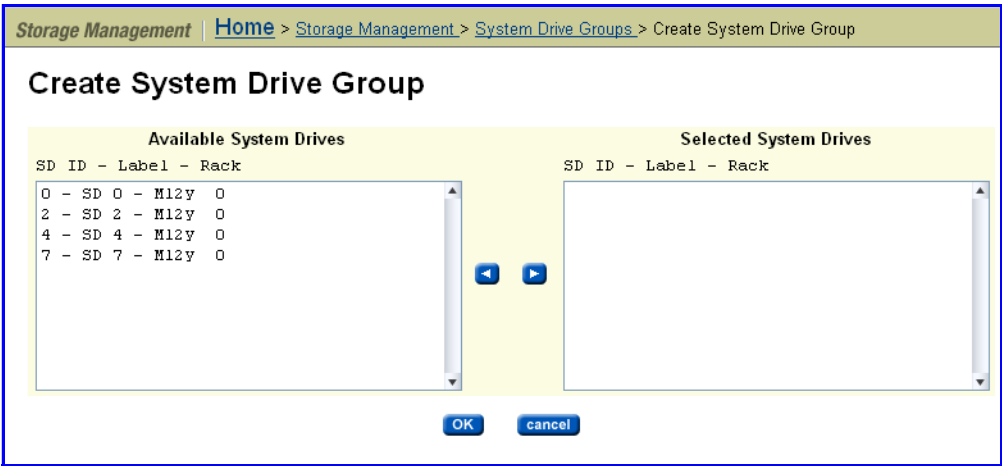 Storage Management | Home > Storage Management > System Drive Groups > Create System Drive Group
Create System Drive Group
Available System Drives
SD ID - Label - Rack
0 - SD 0 - M12y 0
2 - SD 2 - M12y 0
4 - SD 4 - M12y 0
7 - SD 7 - M12y 0
Selected System Drives
SD ID - Label - Rack
OK
cancel